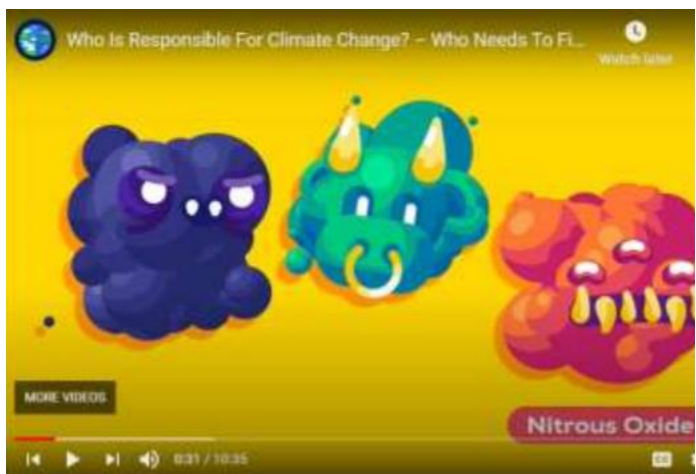 Who Is Responsible For Climate Change? – Who Needs To Fi...
Watch later
MORE VIDEOS
Nitrous Oxide
0:31 / 10:35
CC